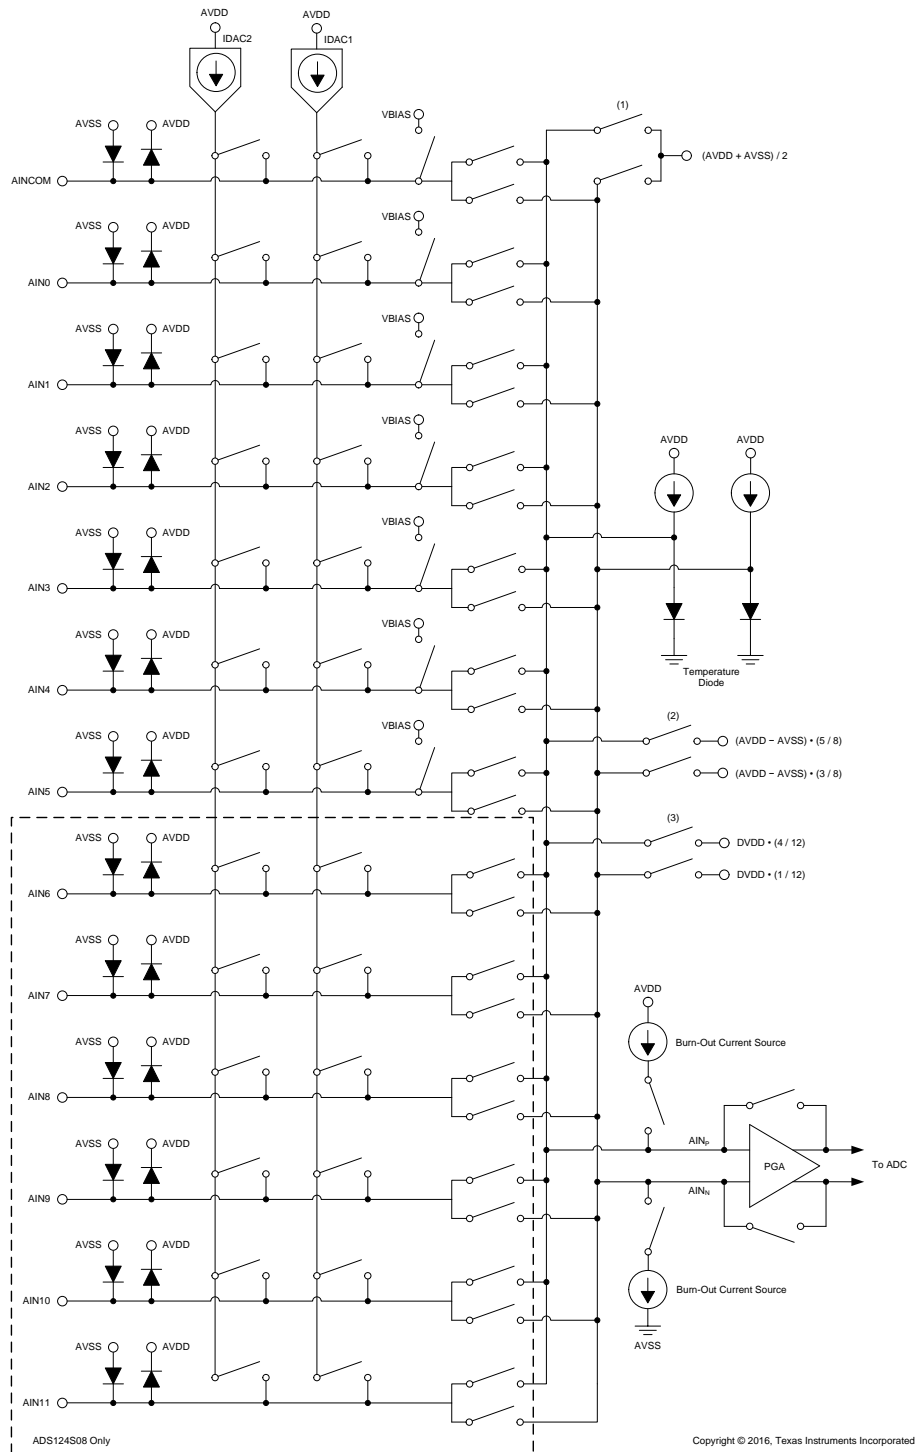 AVDD AVDD
IDAC2 IDAC1
(1)
VBIAS
AVSS AVDD
(AVDD + AVSS) / 2
AINCOM
VBIAS
AVSS AVDD
AIN0
VBIAS
AVSS AVDD
AIN1
VBIAS
AVSS AVDD
AVDD AVDD
AIN2
VBIAS
AVSS AVDD
AIN3
VBIAS
AVSS AVDD
Temperature
Diode
AIN4
(2)
VBIAS
AVSS AVDD
(AVDD − AVSS) • (5 / 8)
(AVDD − AVSS) • (3 / 8)
AIN5
(3)
AVSS AVDD
DVDD • (4 / 12)
DVDD • (1 / 12)
AIN6
AVSS AVDD
AIN7
AVDD
AVSS AVDD
Burn-Out Current Source
AIN8
AVSS AVDD
AINP
PGA
To ADC
AINN
AIN9
AVSS AVDD
Burn-Out Current Source
AIN10
AVSS
AVSS AVDD
AIN11
ADS124S08 Only
Copyright © 2016, Texas Instruments Incorporated